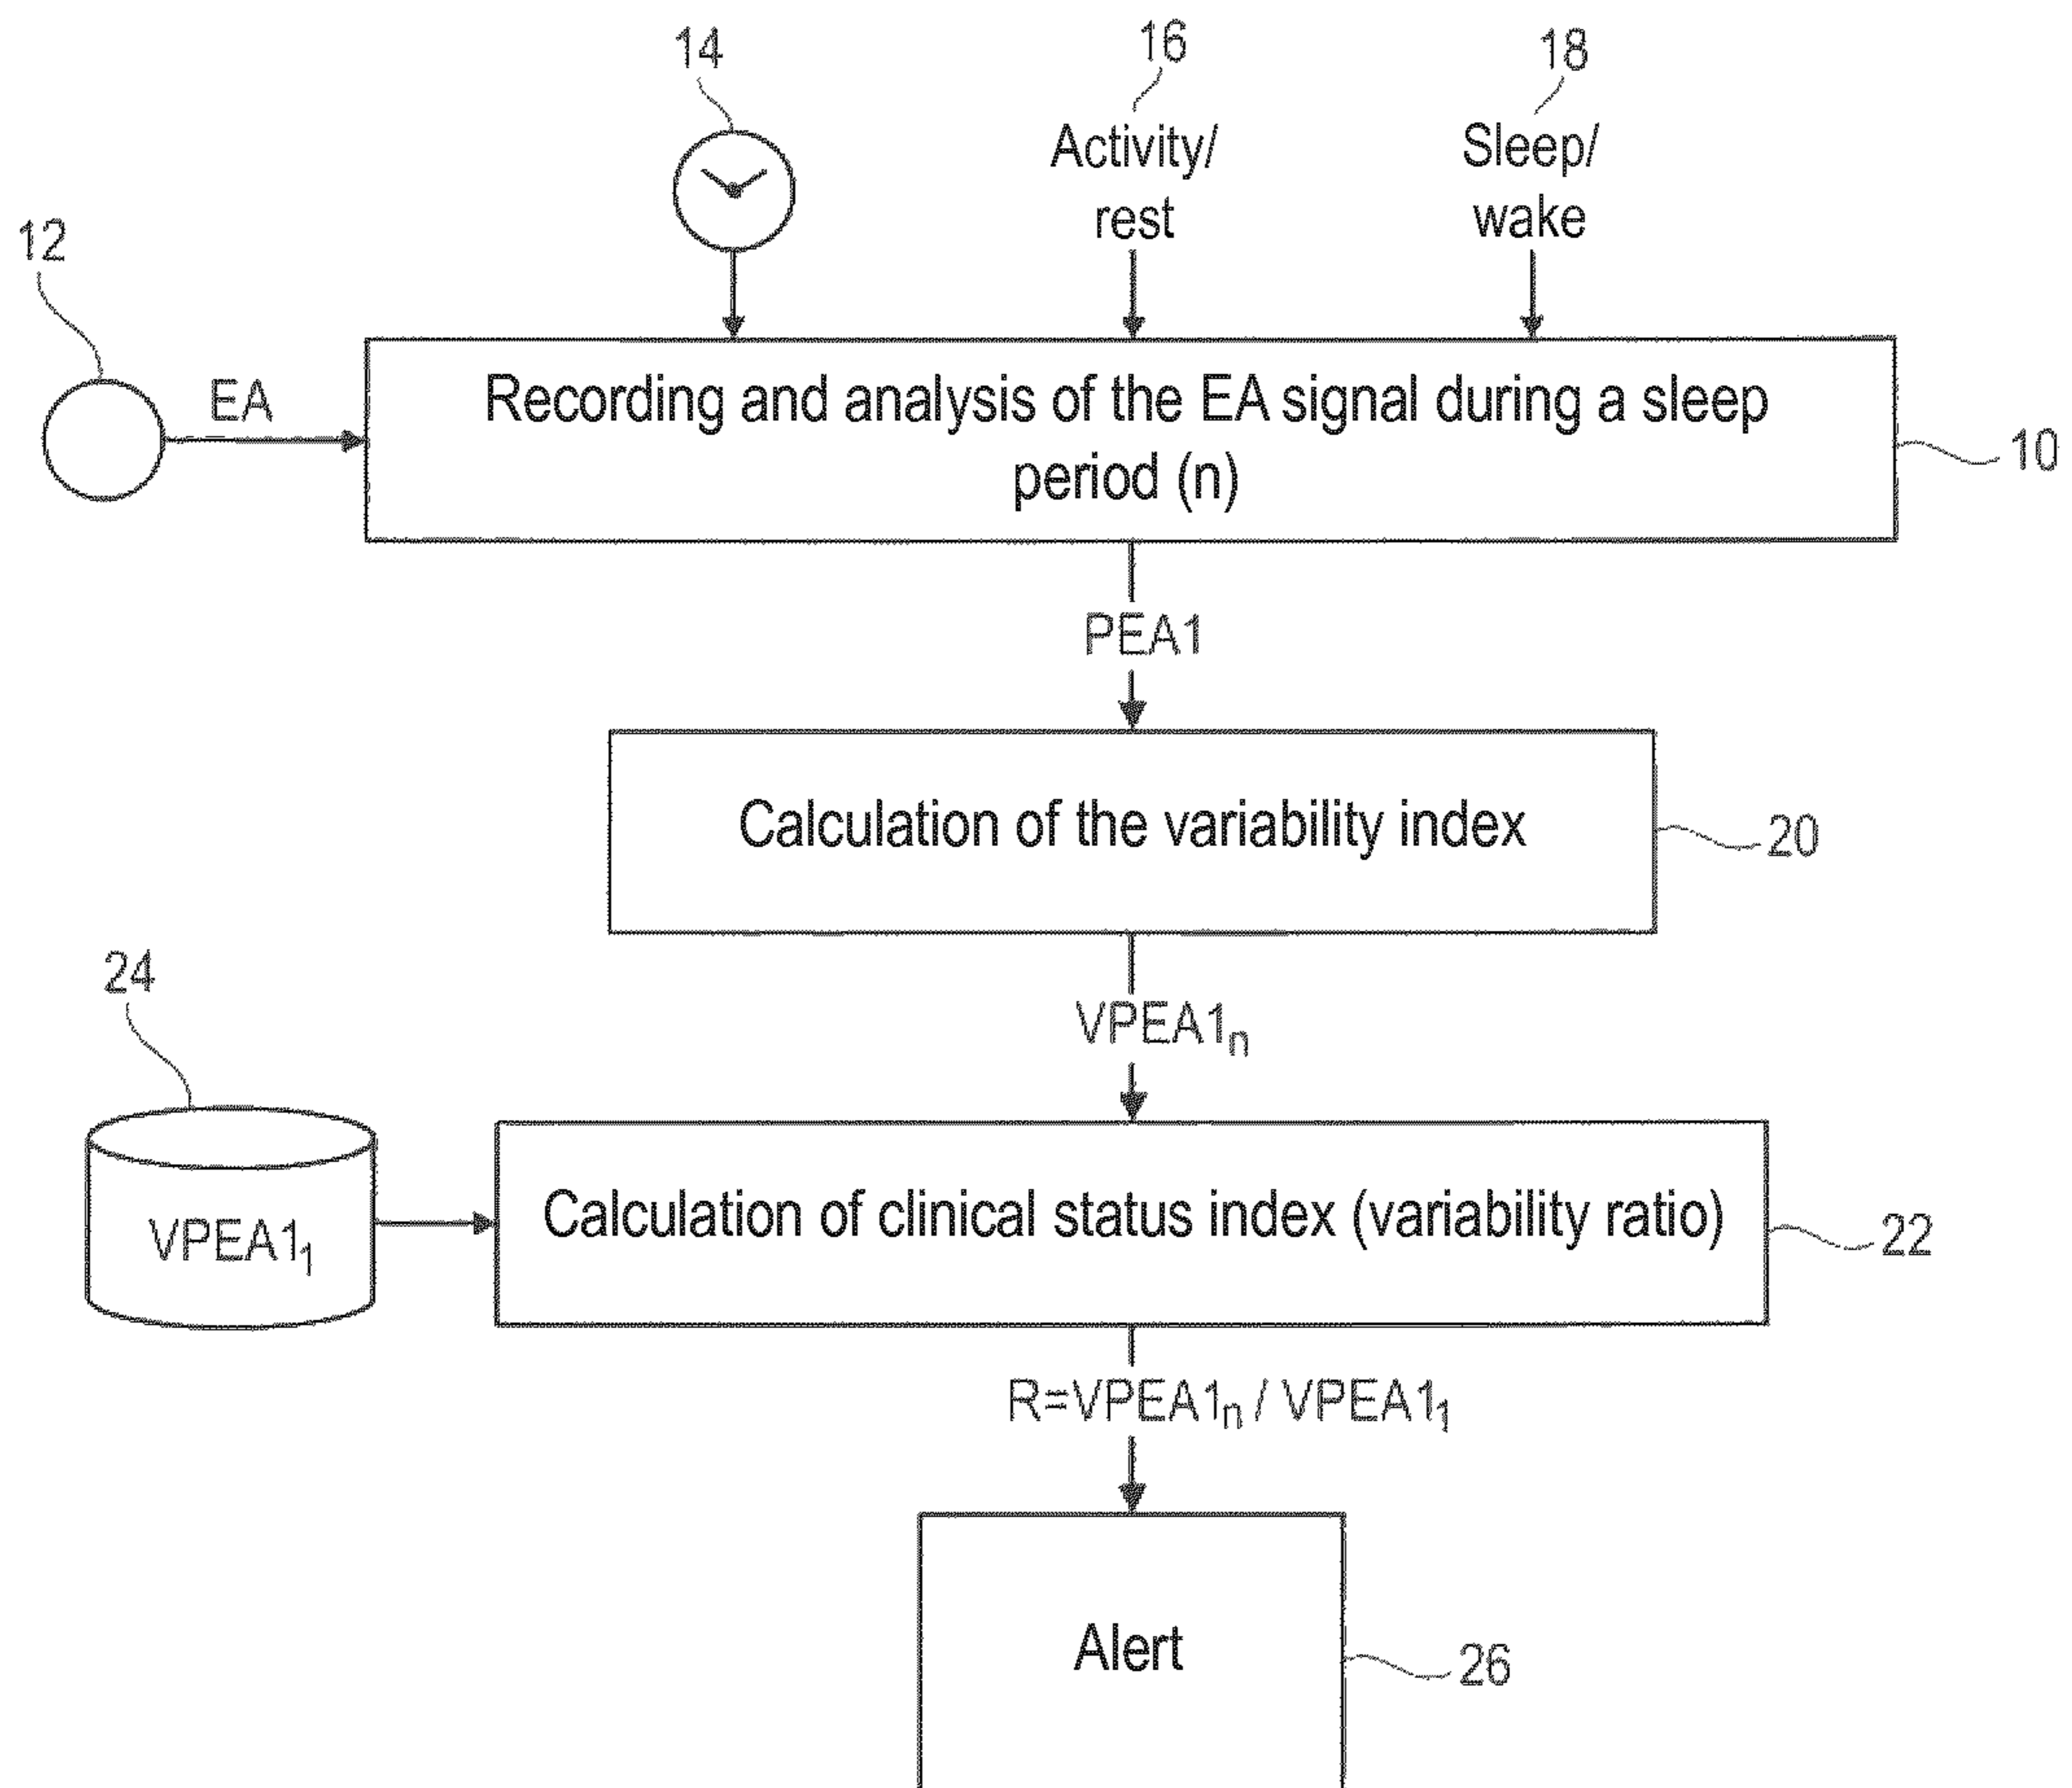 14
16
18
Activity/
rest
Sleep/
wake
12
EA
Recording and analysis of the EA signal during a sleep
period (n)
10
PEA1
Calculation of the variability index
20
VPEA1n
24
VPEA11
Calculation of clinical status index (variability ratio)
22
R=VPEA1n / VPEA11
Alert
26